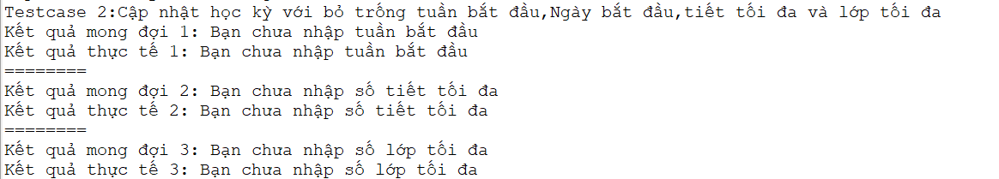 Testcase 2:Cập nhật học kỳ với bỏ trống tuần bắt đầu,Ngày bắt đầu,tiết tối đa và lớp tối đa
Kết quả mong đợi 1: Bạn chưa nhập tuần bắt đầu
Kết quả thực tế 1: Bạn chưa nhập tuần bắt đầu
========
Kết quả mong đợi 2: Bạn chưa nhập số tiết tối đa
Kết quả thực tế 2: Bạn chưa nhập số tiết tối đa
========
Kết quả mong đợi 3: Bạn chưa nhập số lớp tối đa
Kết quả thực tế 3: Bạn chưa nhập số lớp tối đa